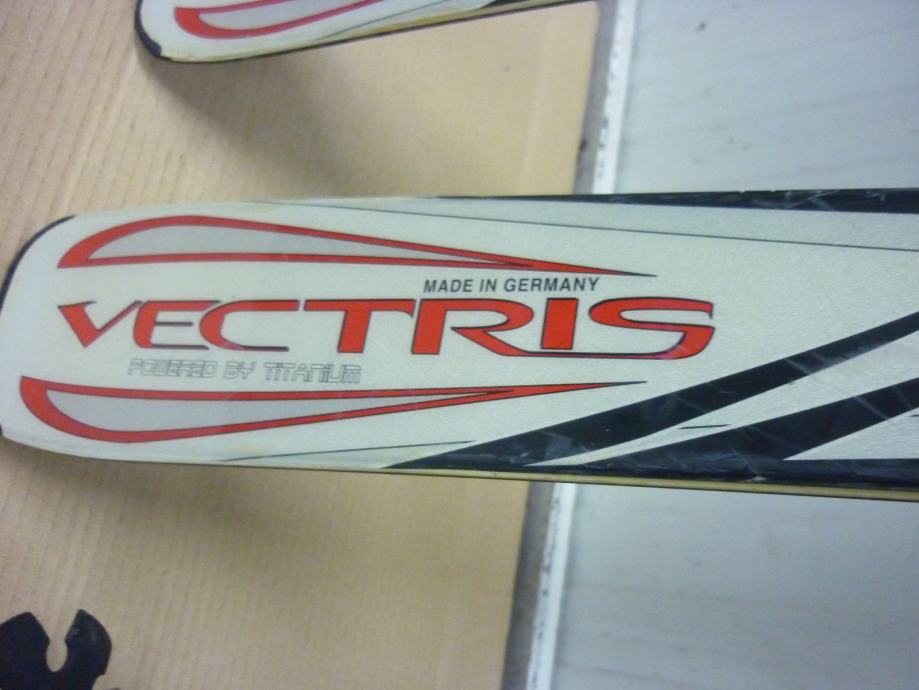 MADE IN GERMANY
VECTRIS
POWERED BY TITANIUM